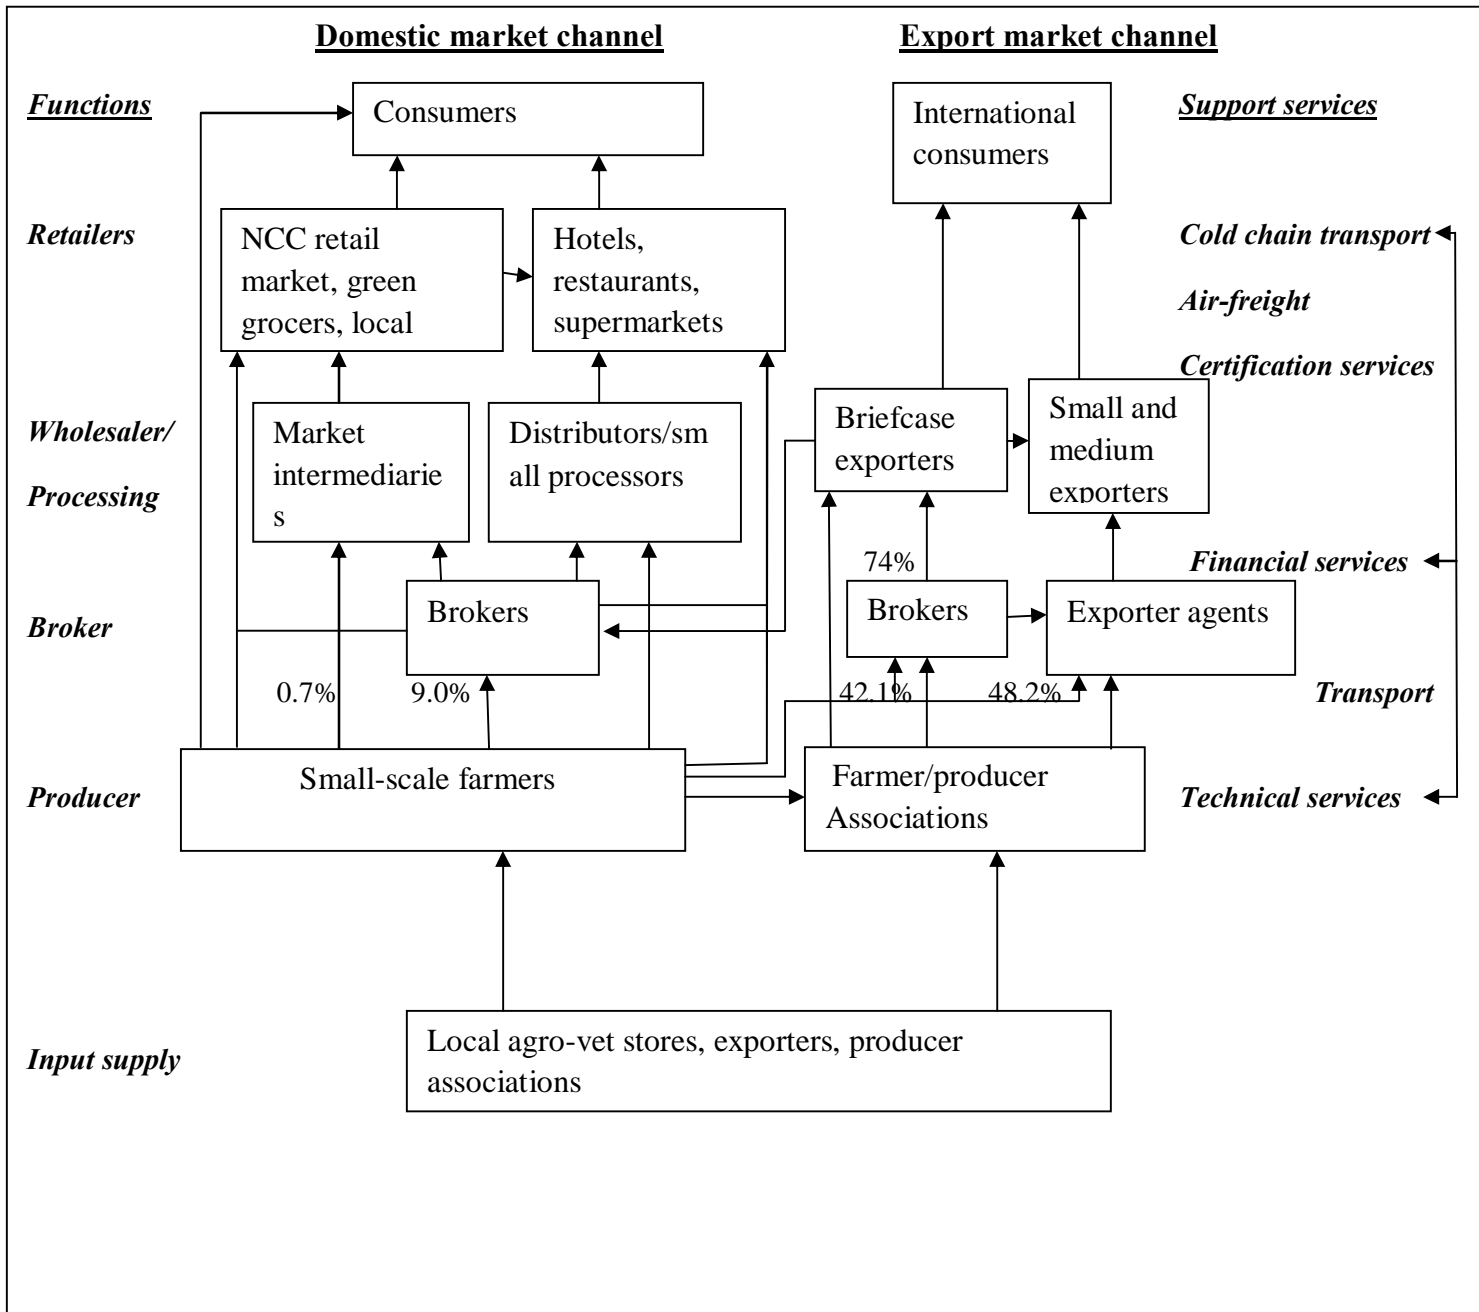 Domestic market channel
Export market channel
Functions
Consumers
International
consumers
Support services
Retailers
NCC retail
market, green
grocers, local
Hotels,
restaurants,
supermarkets
Cold chain transport
Air-freight
Certification services
Wholesaler/
Processing
Market
intermediarie
s
Distributors/sm
all processors
Briefcase
exporters
Small and
medium
exporters
74%
Financial services
Broker
Brokers
Brokers
Exporter agents
0.7%
9.0%
42.1%
48.2%
Transport
Producer
Small-scale farmers
Farmer/producer
Associations
Technical services
Input supply
Local agro-vet stores, exporters, producer
associations